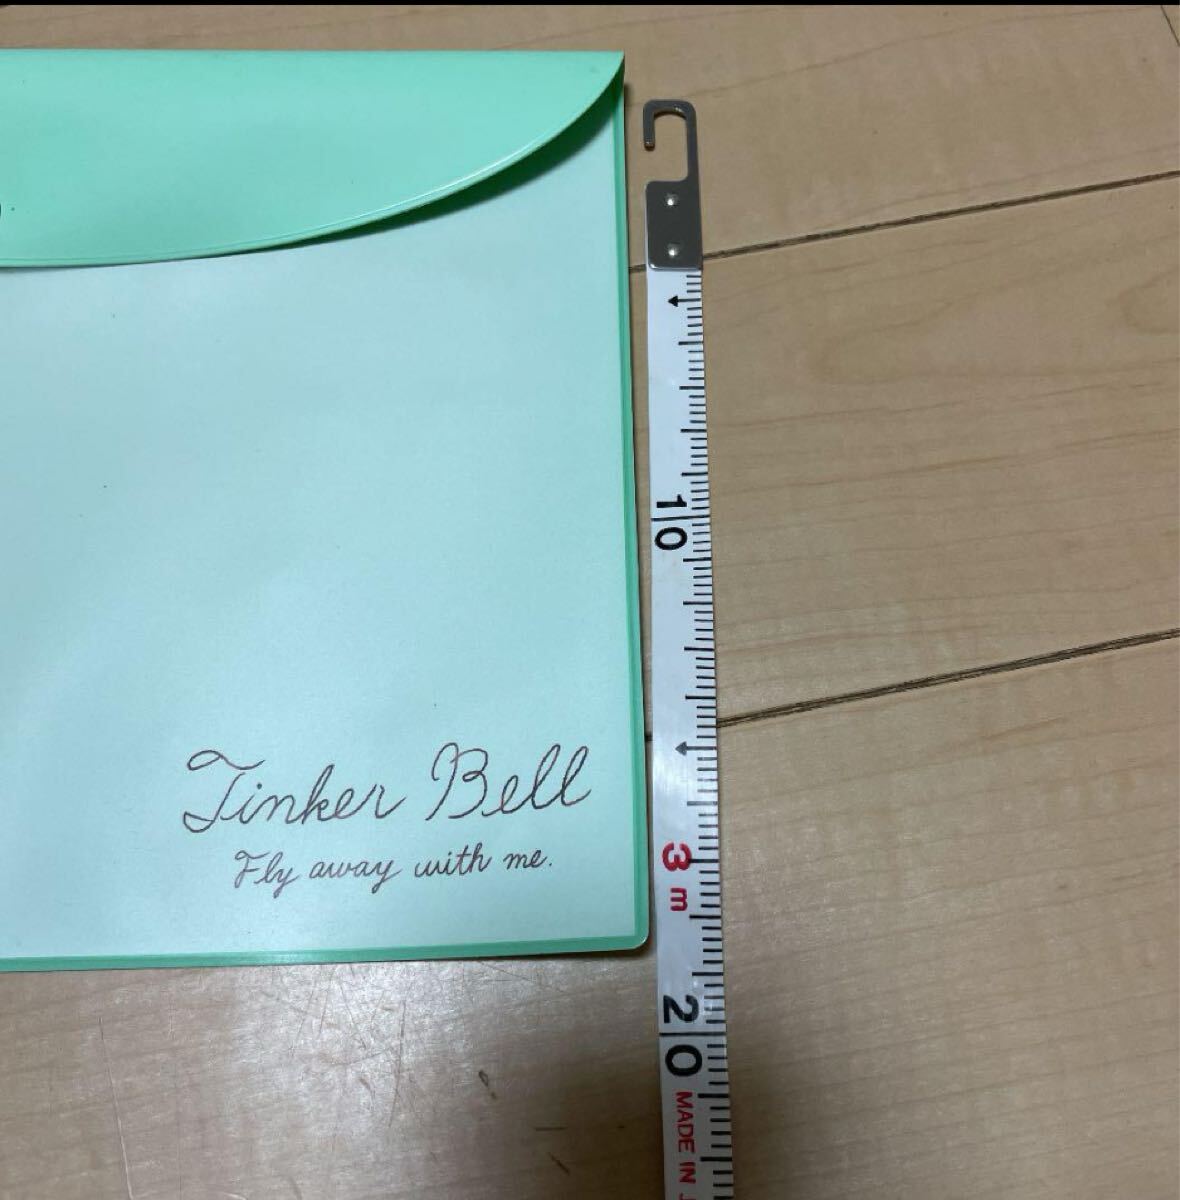 Tinker Bell
Fly away with me.
10
3m
20
MADE IN